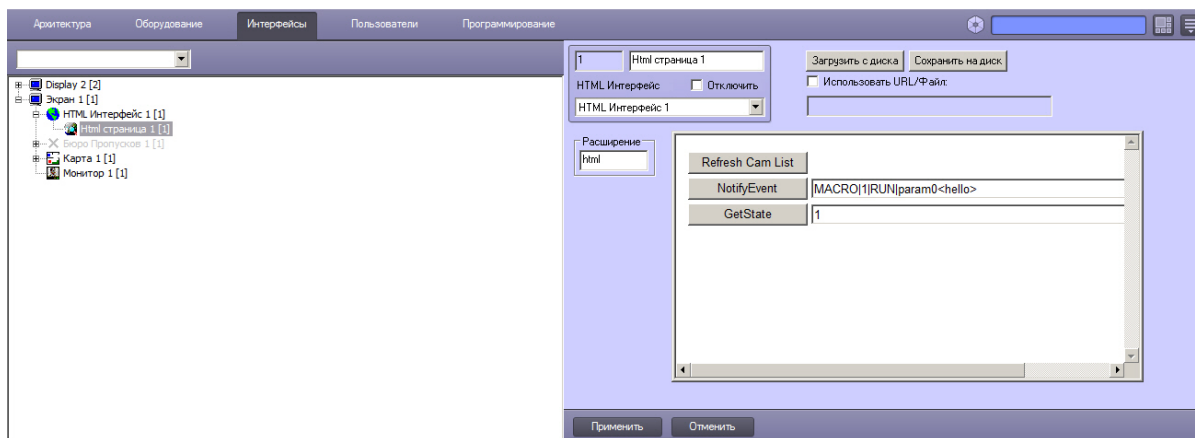 Архитектура Оборудование Интерфейсы Пользователи Программирование
Display 2 [2]
Экран 1 [1]
HTML Интерфейс 1 [1]
Html страница 1 [1]
Бюро Пропусков 1 [1]
Карта 1 [1]
Монитор 1 [1]
1 Html страница 1
HTML Интерфейс Отключить
HTML Интерфейс 1
Загрузить с диска Сохранить на диск
Использовать URL/Файл:
Расширение
html
Refresh Cam List
NotifyEvent MACRO|1|RUN|param0<hello>
GetState 1
Применить Отменить